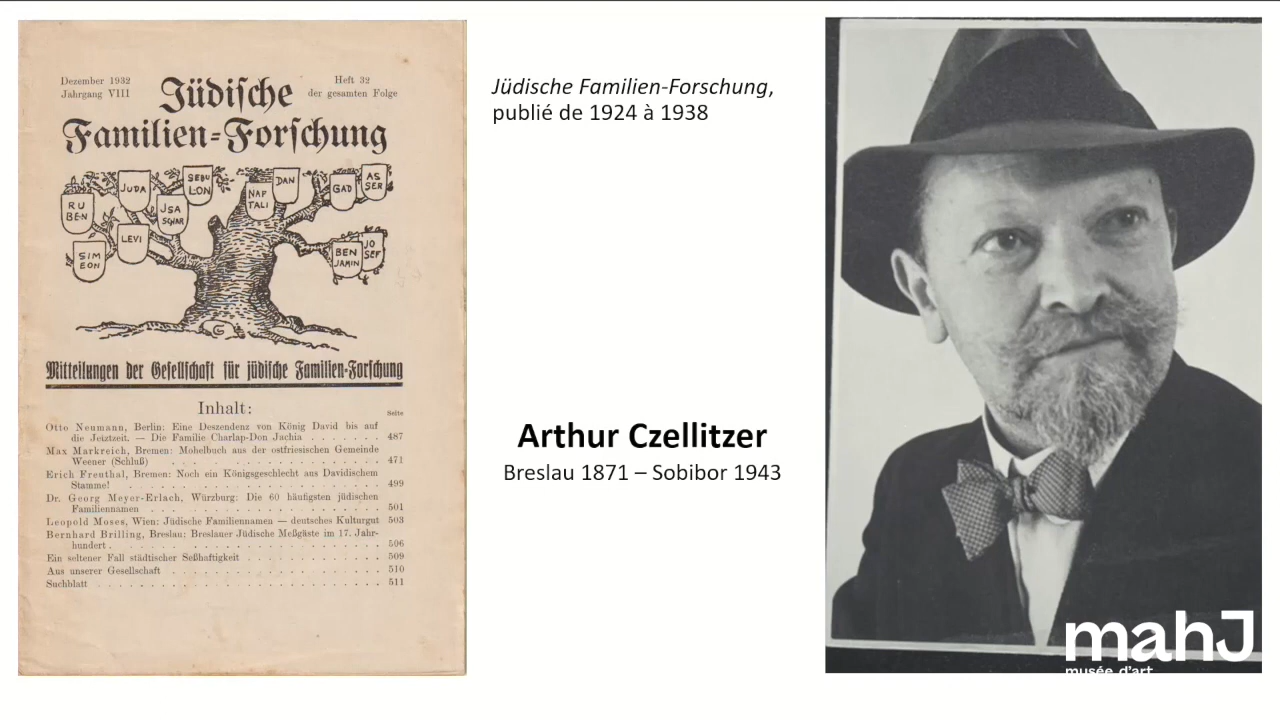 Dezember 1932
Jahrgang VIII
Heft 32
der gesamten Folge
Jüdische
Familien=Forschung
RU
BEN
JUDA
SEBU
LON
JSA
SCHAR
LEVI
SIM
EON
NAF
TALI
DAN
GAD
AS
SER
BEN
JAMIN
JO
SEF
G
Mitteilungen der Gesellschaft für jüdische Familien=Forschung
Inhalt:
Seite
Otto Neumann, Berlin: Eine Deszendenz von König David bis auf
die Jetztzeit. — Die Familie Charlap-Don Jachia . . . . . . . 487
Max Markreich, Bremen: Mohelbuch aus der ostfriesischen Gemeinde
Weener (Schluß) . . . . . . . . . . . . . . . . 471
Erich Freuthal, Bremen: Noch ein Königsgeschlecht aus Davidischem
Stamme! . . . . . . . . . . . . . . . . . . 499
Dr. Georg Meyer-Erlach, Würzburg: Die 60 häufigsten jüdischen
Familiennamen . . . . . . . . . . . . . . . . 501
Leopold Moses, Wien: Jüdische Familiennamen — deutsches Kulturgut 503
Bernhard Brilling, Breslau: Breslauer Jüdische Meßgäste im 17. Jahr-
hundert . . . . . . . . . . . . . . . . . . 506
Ein seltener Fall städtischer Seßhaftigkeit . . . . . . . . . . 509
Aus unserer Gesellschaft . . . . . . . . . . . . . . . 510
Suchblatt . . . . . . . . . . . . . . . . . . . . 511
Jüdische Familien-Forschung,
publié de 1924 à 1938
Arthur Czellitzer
Breslau 1871 – Sobibor 1943
mahJ
musée d'art